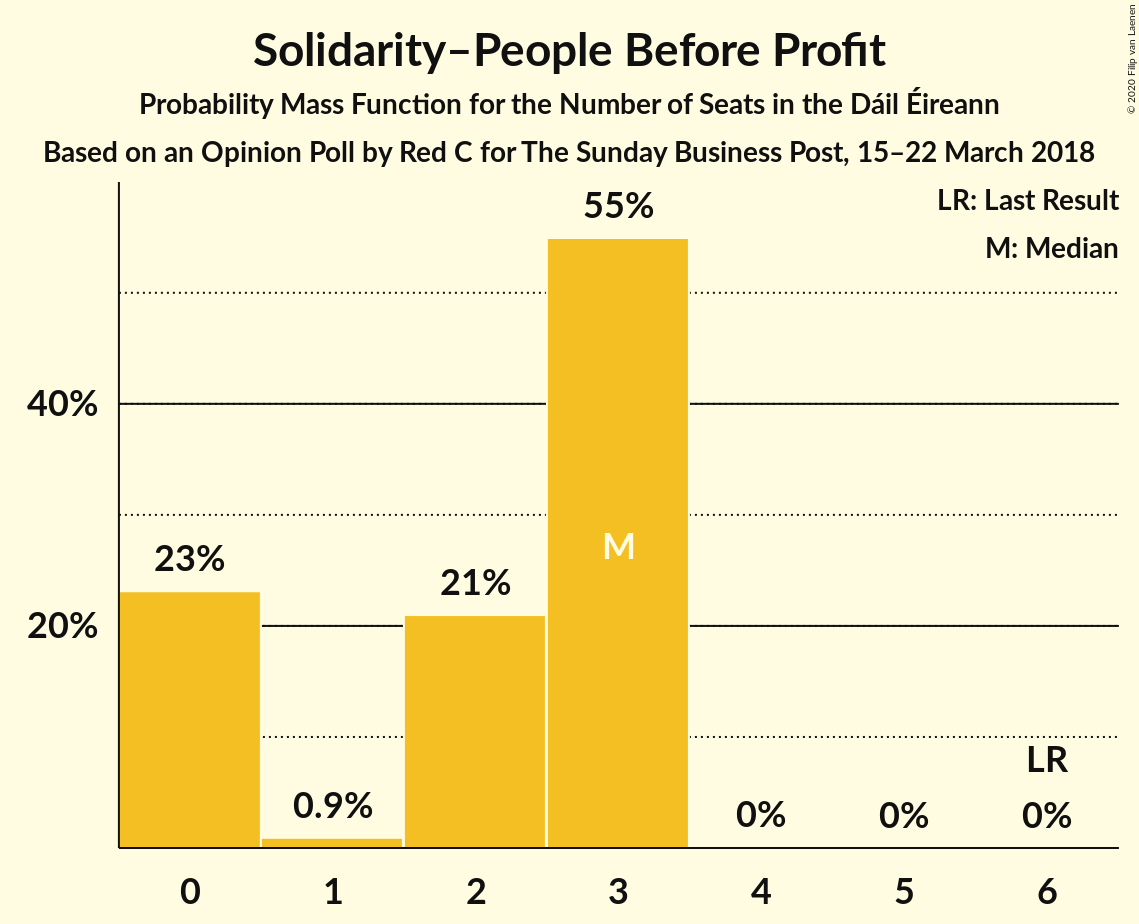 Solidarity–People Before Profit
Probability Mass Function for the Number of Seats in the Dáil Éireann
Based on an Opinion Poll by Red C for The Sunday Business Post, 15–22 March 2018
© 2020 Filip van Laenen
LR: Last Result
M: Median
55%
40%
M
23%
21%
20%
LR
0.9%
0%
0%
0%
0 1 2 3 4 5 6